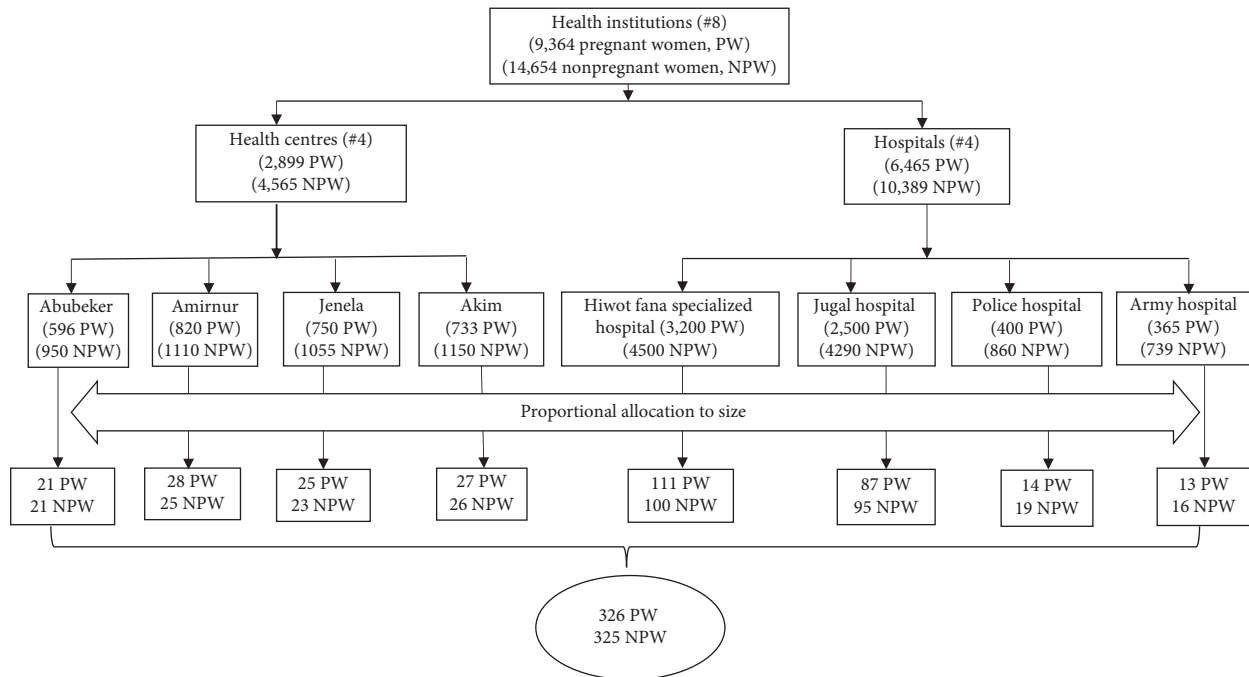 Health institutions (#8)
(9,364 pregnant women, PW)
(14,654 nonpregnant women, NPW)
Health centres (#4)
(2,899 PW)
(4,565 NPW)
Hospitals (#4)
(6,465 PW)
(10,389 NPW)
Abubeker
(596 PW)
(950 NPW)
Amirnur
(820 PW)
(1110 NPW)
Jenela
(750 PW)
(1055 NPW)
Akim
(733 PW)
(1150 NPW)
Hiwot fana specialized
hospital (3,200 PW)
(4500 NPW)
Jugal hospital
(2,500 PW)
(4290 NPW)
Police hospital
(400 PW)
(860 NPW)
Army hospital
(365 PW)
(739 NPW)
Proportional allocation to size
21 PW
21 NPW
28 PW
25 NPW
25 PW
23 NPW
27 PW
26 NPW
111 PW
100 NPW
87 PW
95 NPW
14 PW
19 NPW
13 PW
16 NPW
326 PW
325 NPW